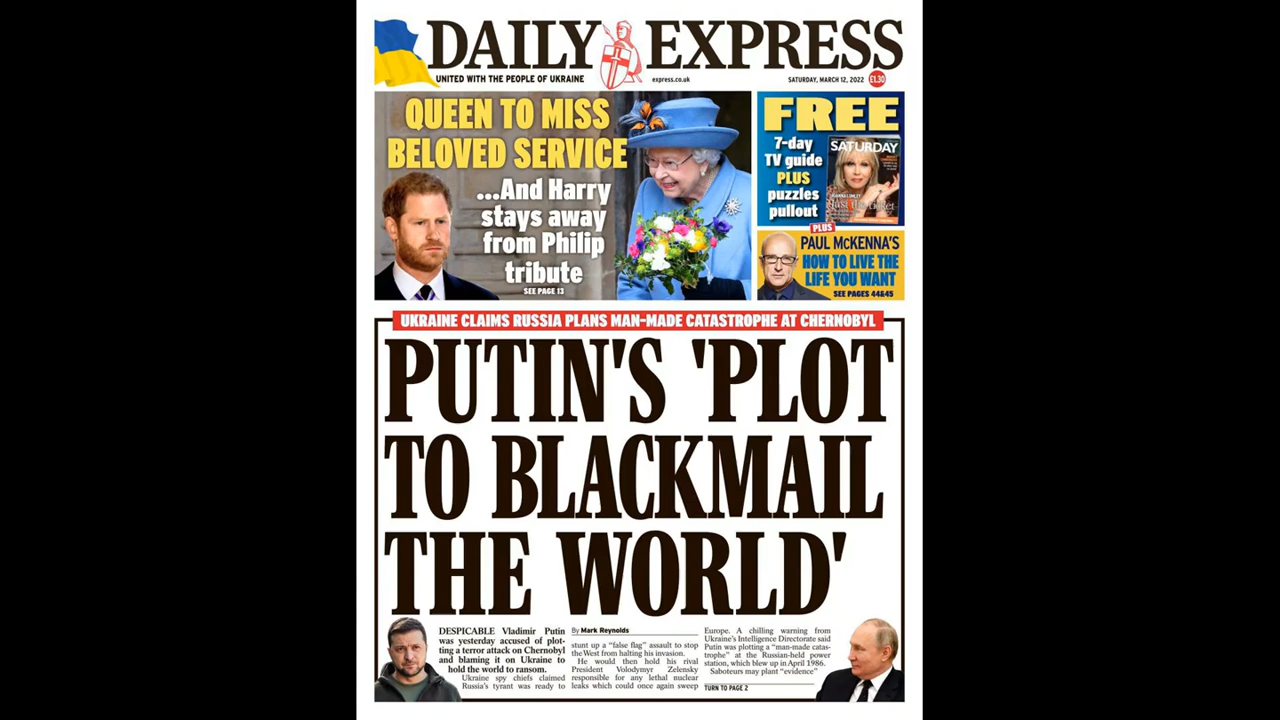 DAILY EXPRESS
UNITED WITH THE PEOPLE OF UKRAINE
express.co.uk
SATURDAY, MARCH 12, 2022
£1.30
QUEEN TO MISS
BELOVED SERVICE
...And Harry
stays away
from Philip
tribute
SEE PAGE 13
FREE
7-day
TV guide
PLUS
puzzles
pullout
SATURDAY
PLUS
PAUL McKENNA'S
HOW TO LIVE THE
LIFE YOU WANT
SEE PAGES 44&45
UKRAINE CLAIMS RUSSIA PLANS MAN-MADE CATASTROPHE AT CHERNOBYL
PUTIN'S 'PLOT
TO BLACKMAIL
THE WORLD'
DESPICABLE Vladimir Putin
was yesterday accused of plot-
ting a terror attack on Chernobyl
and blaming it on Ukraine to
hold the world to ransom.
Ukraine spy chiefs claimed
Russia's tyrant was ready to
By Mark Reynolds
stunt up a "false flag" assault to stop
the West from halting his invasion.
He would then hold his rival
President Volodymyr Zelensky
responsible for any lethal nuclear
leaks which could once again sweep
Europe. A chilling warning from
Ukraine's Intelligence Directorate said
Putin was plotting a "man-made catas-
trophe" at the Russian-held power
station, which blew up in April 1986.
Saboteurs may plant "evidence"
TURN TO PAGE 2